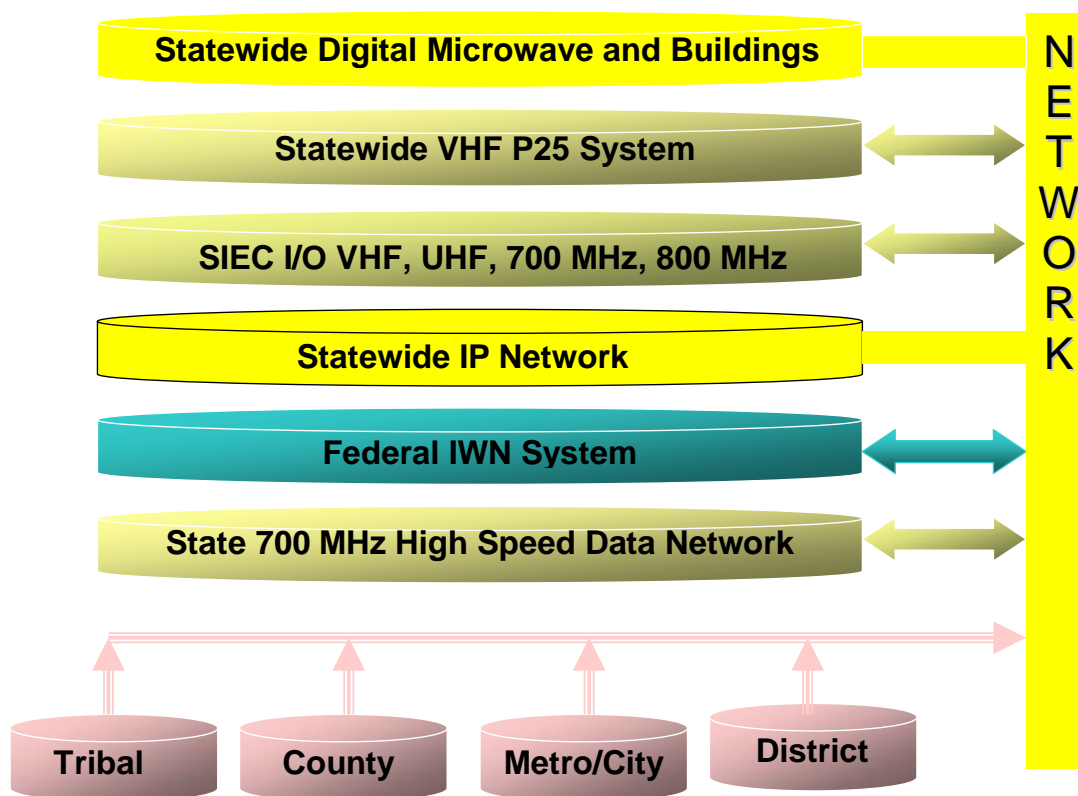 Statewide Digital Microwave and Buildings
Statewide VHF P25 System
SIEC I/O VHF, UHF, 700 MHz, 800 MHz
Statewide IP Network
Federal IWN System
State 700 MHz High Speed Data Network
NETWORK
Tribal
County
Metro/City
District